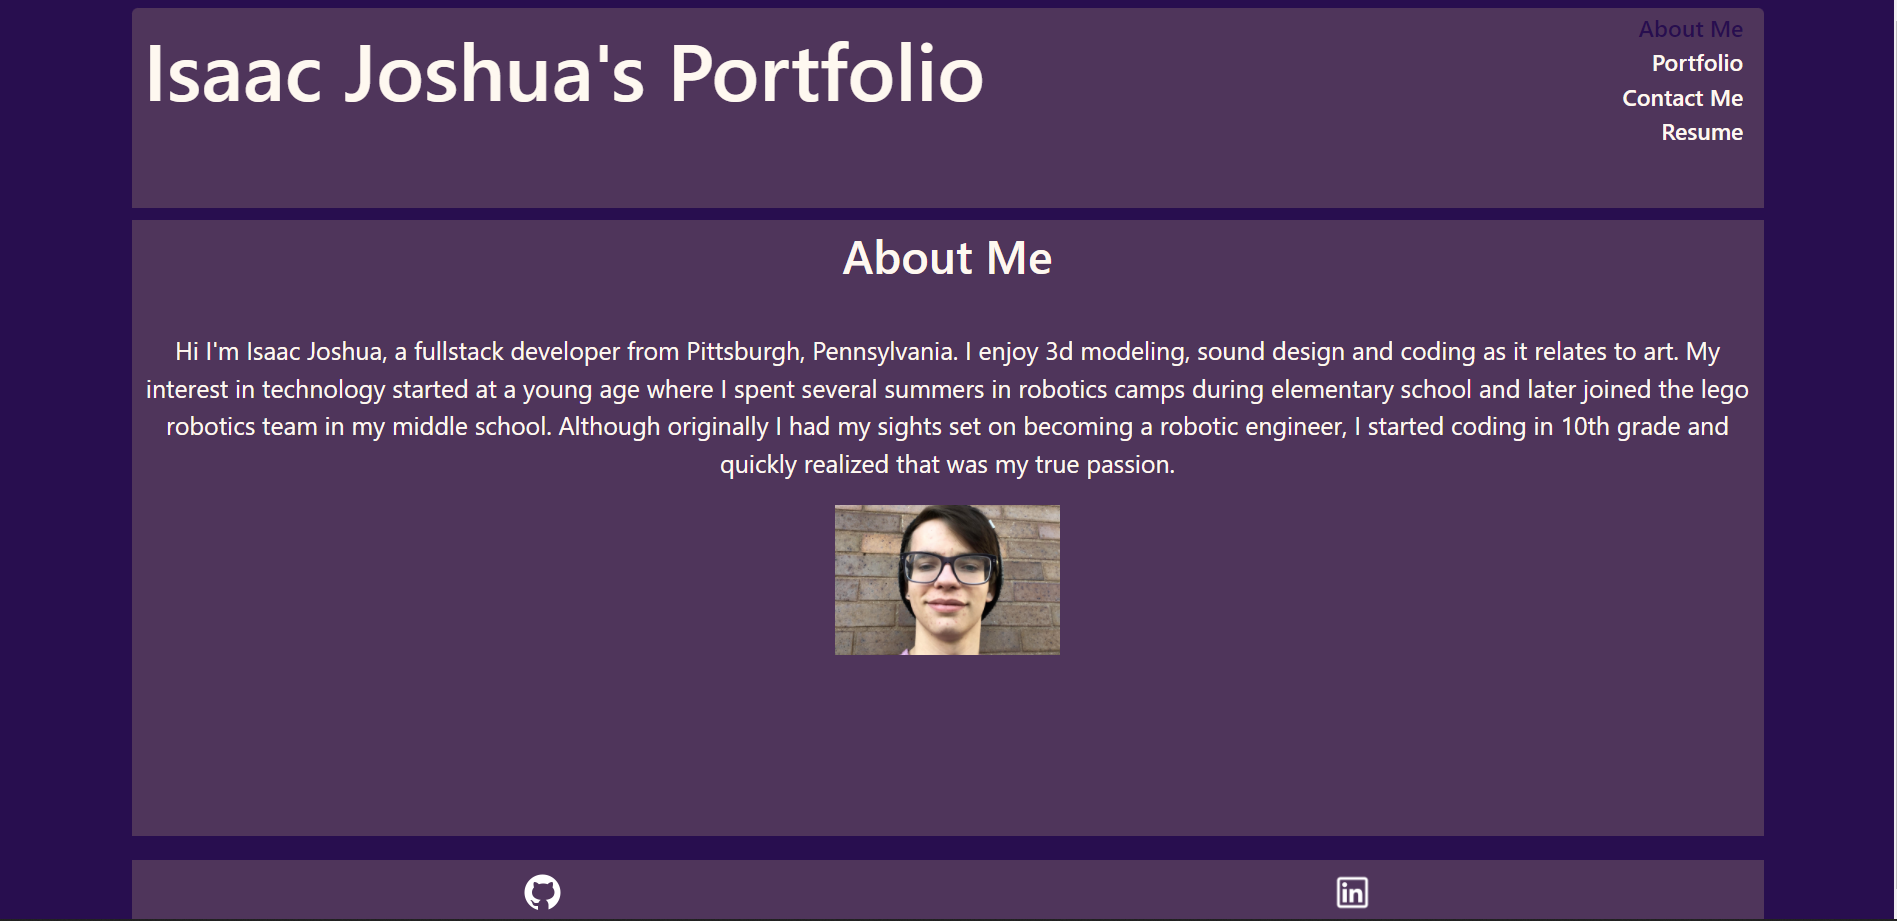 Isaac Joshua's Portfolio
About Me
Portfolio
Contact Me
Resume
About Me
Hi I'm Isaac Joshua, a fullstack developer from Pittsburgh, Pennsylvania. I enjoy 3d modeling, sound design and coding as it relates to art. My
interest in technology started at a young age where I spent several summers in robotics camps during elementary school and later joined the lego
robotics team in my middle school. Although originally I had my sights set on becoming a robotic engineer, I started coding in 10th grade and
quickly realized that was my true passion.
in